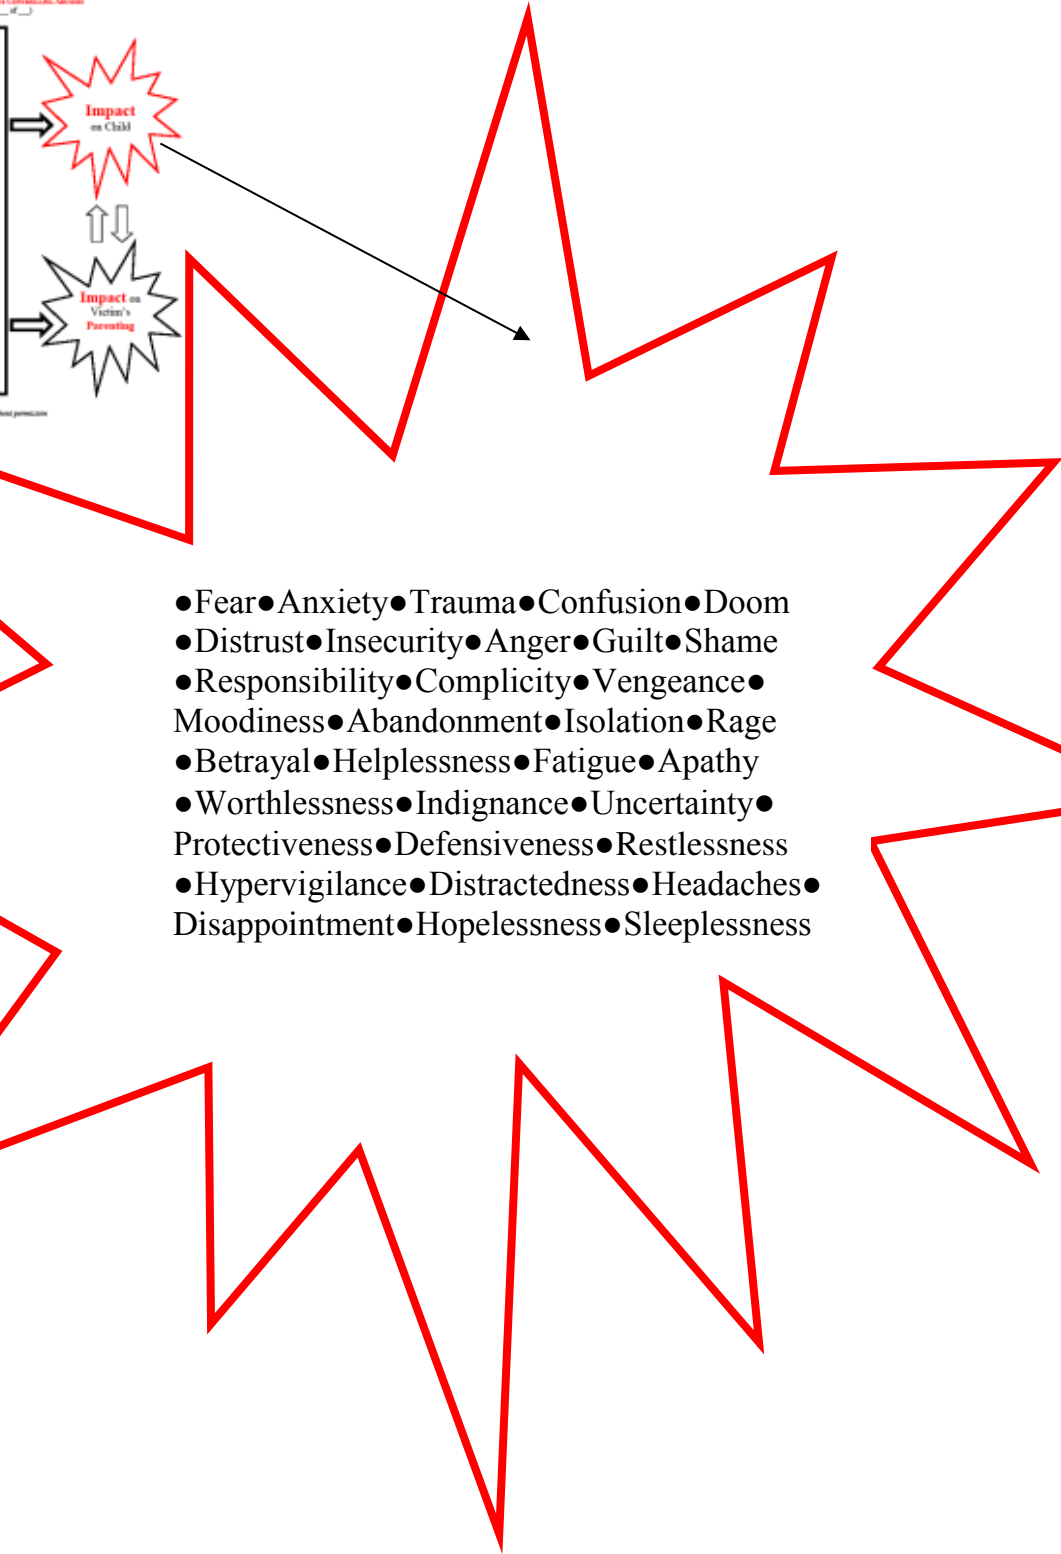 Impact
on Child
Impact on
Victim's
Parenting
●Fear●Anxiety●Trauma●Confusion●Doom
●Distrust●Insecurity●Anger●Guilt●Shame
●Responsibility●Complicity●Vengeance●
Moodiness●Abandonment●Isolation●Rage
●Betrayal●Helplessness●Fatigue●Apathy
●Worthlessness●Indignance●Uncertainty●
Protectiveness●Defensiveness●Restlessness
●Hypervigilance●Distractedness●Headaches●
Disappointment●Hopelessness●Sleeplessness